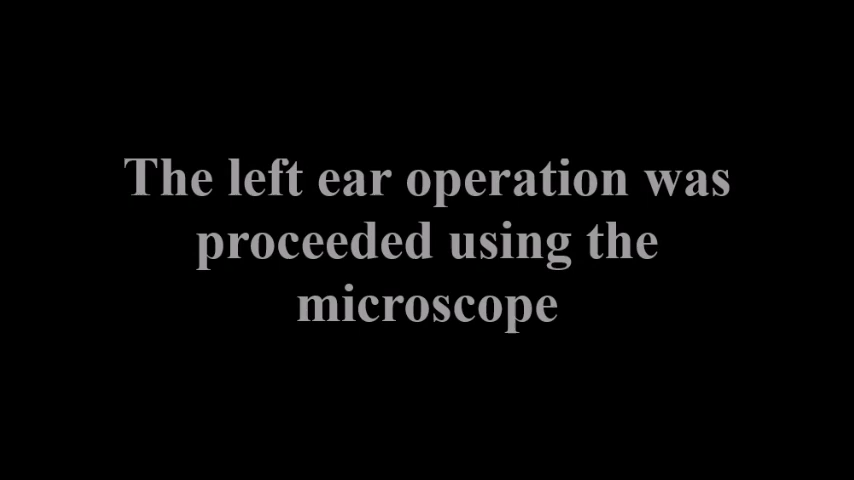 The left ear operation was
proceeded using the
microscope